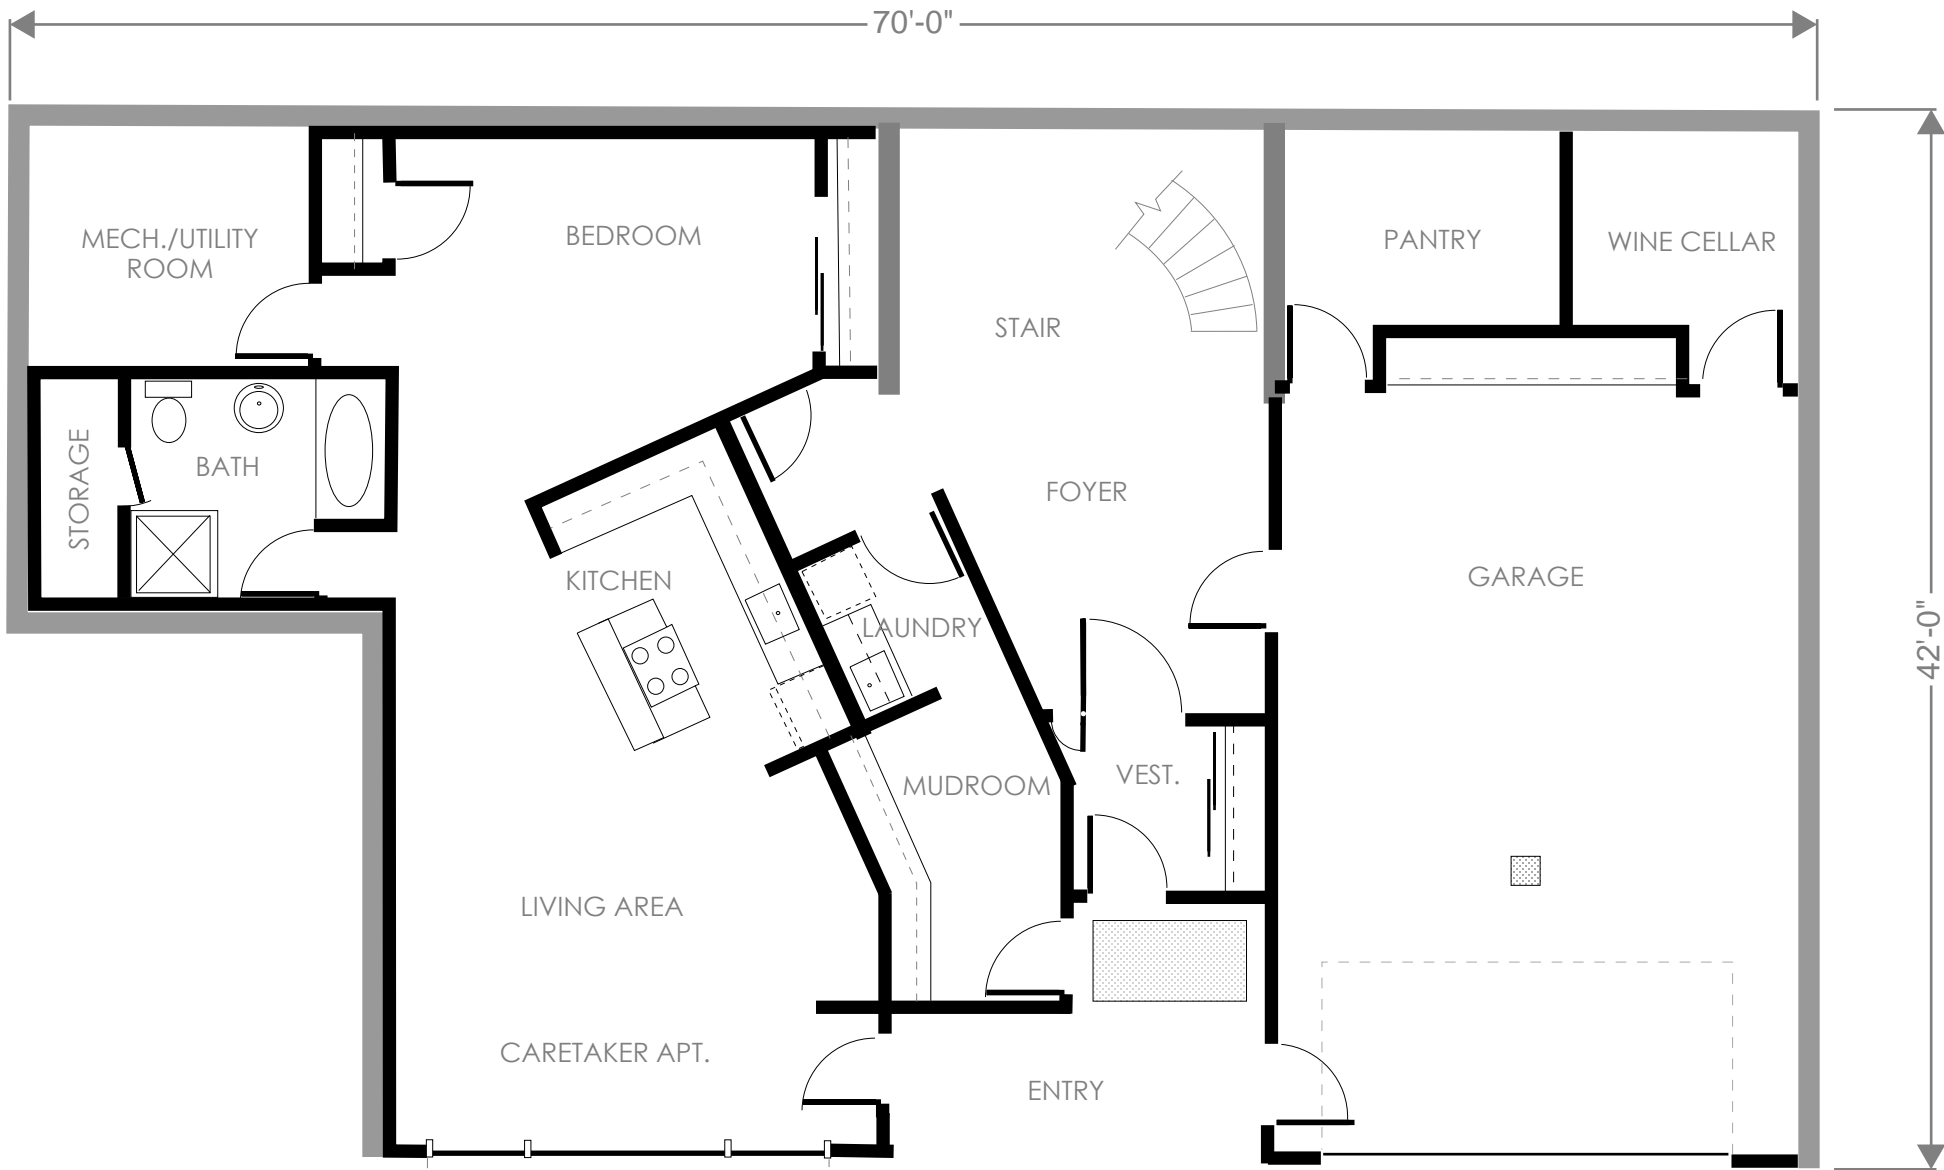 70'-0"
MECH./UTILITY
ROOM
BEDROOM
PANTRY
WINE CELLAR
STAIR
STORAGE
BATH
FOYER
KITCHEN
GARAGE
LAUNDRY
42'-0"
MUDROOM
VEST.
LIVING AREA
CARETAKER APT.
ENTRY